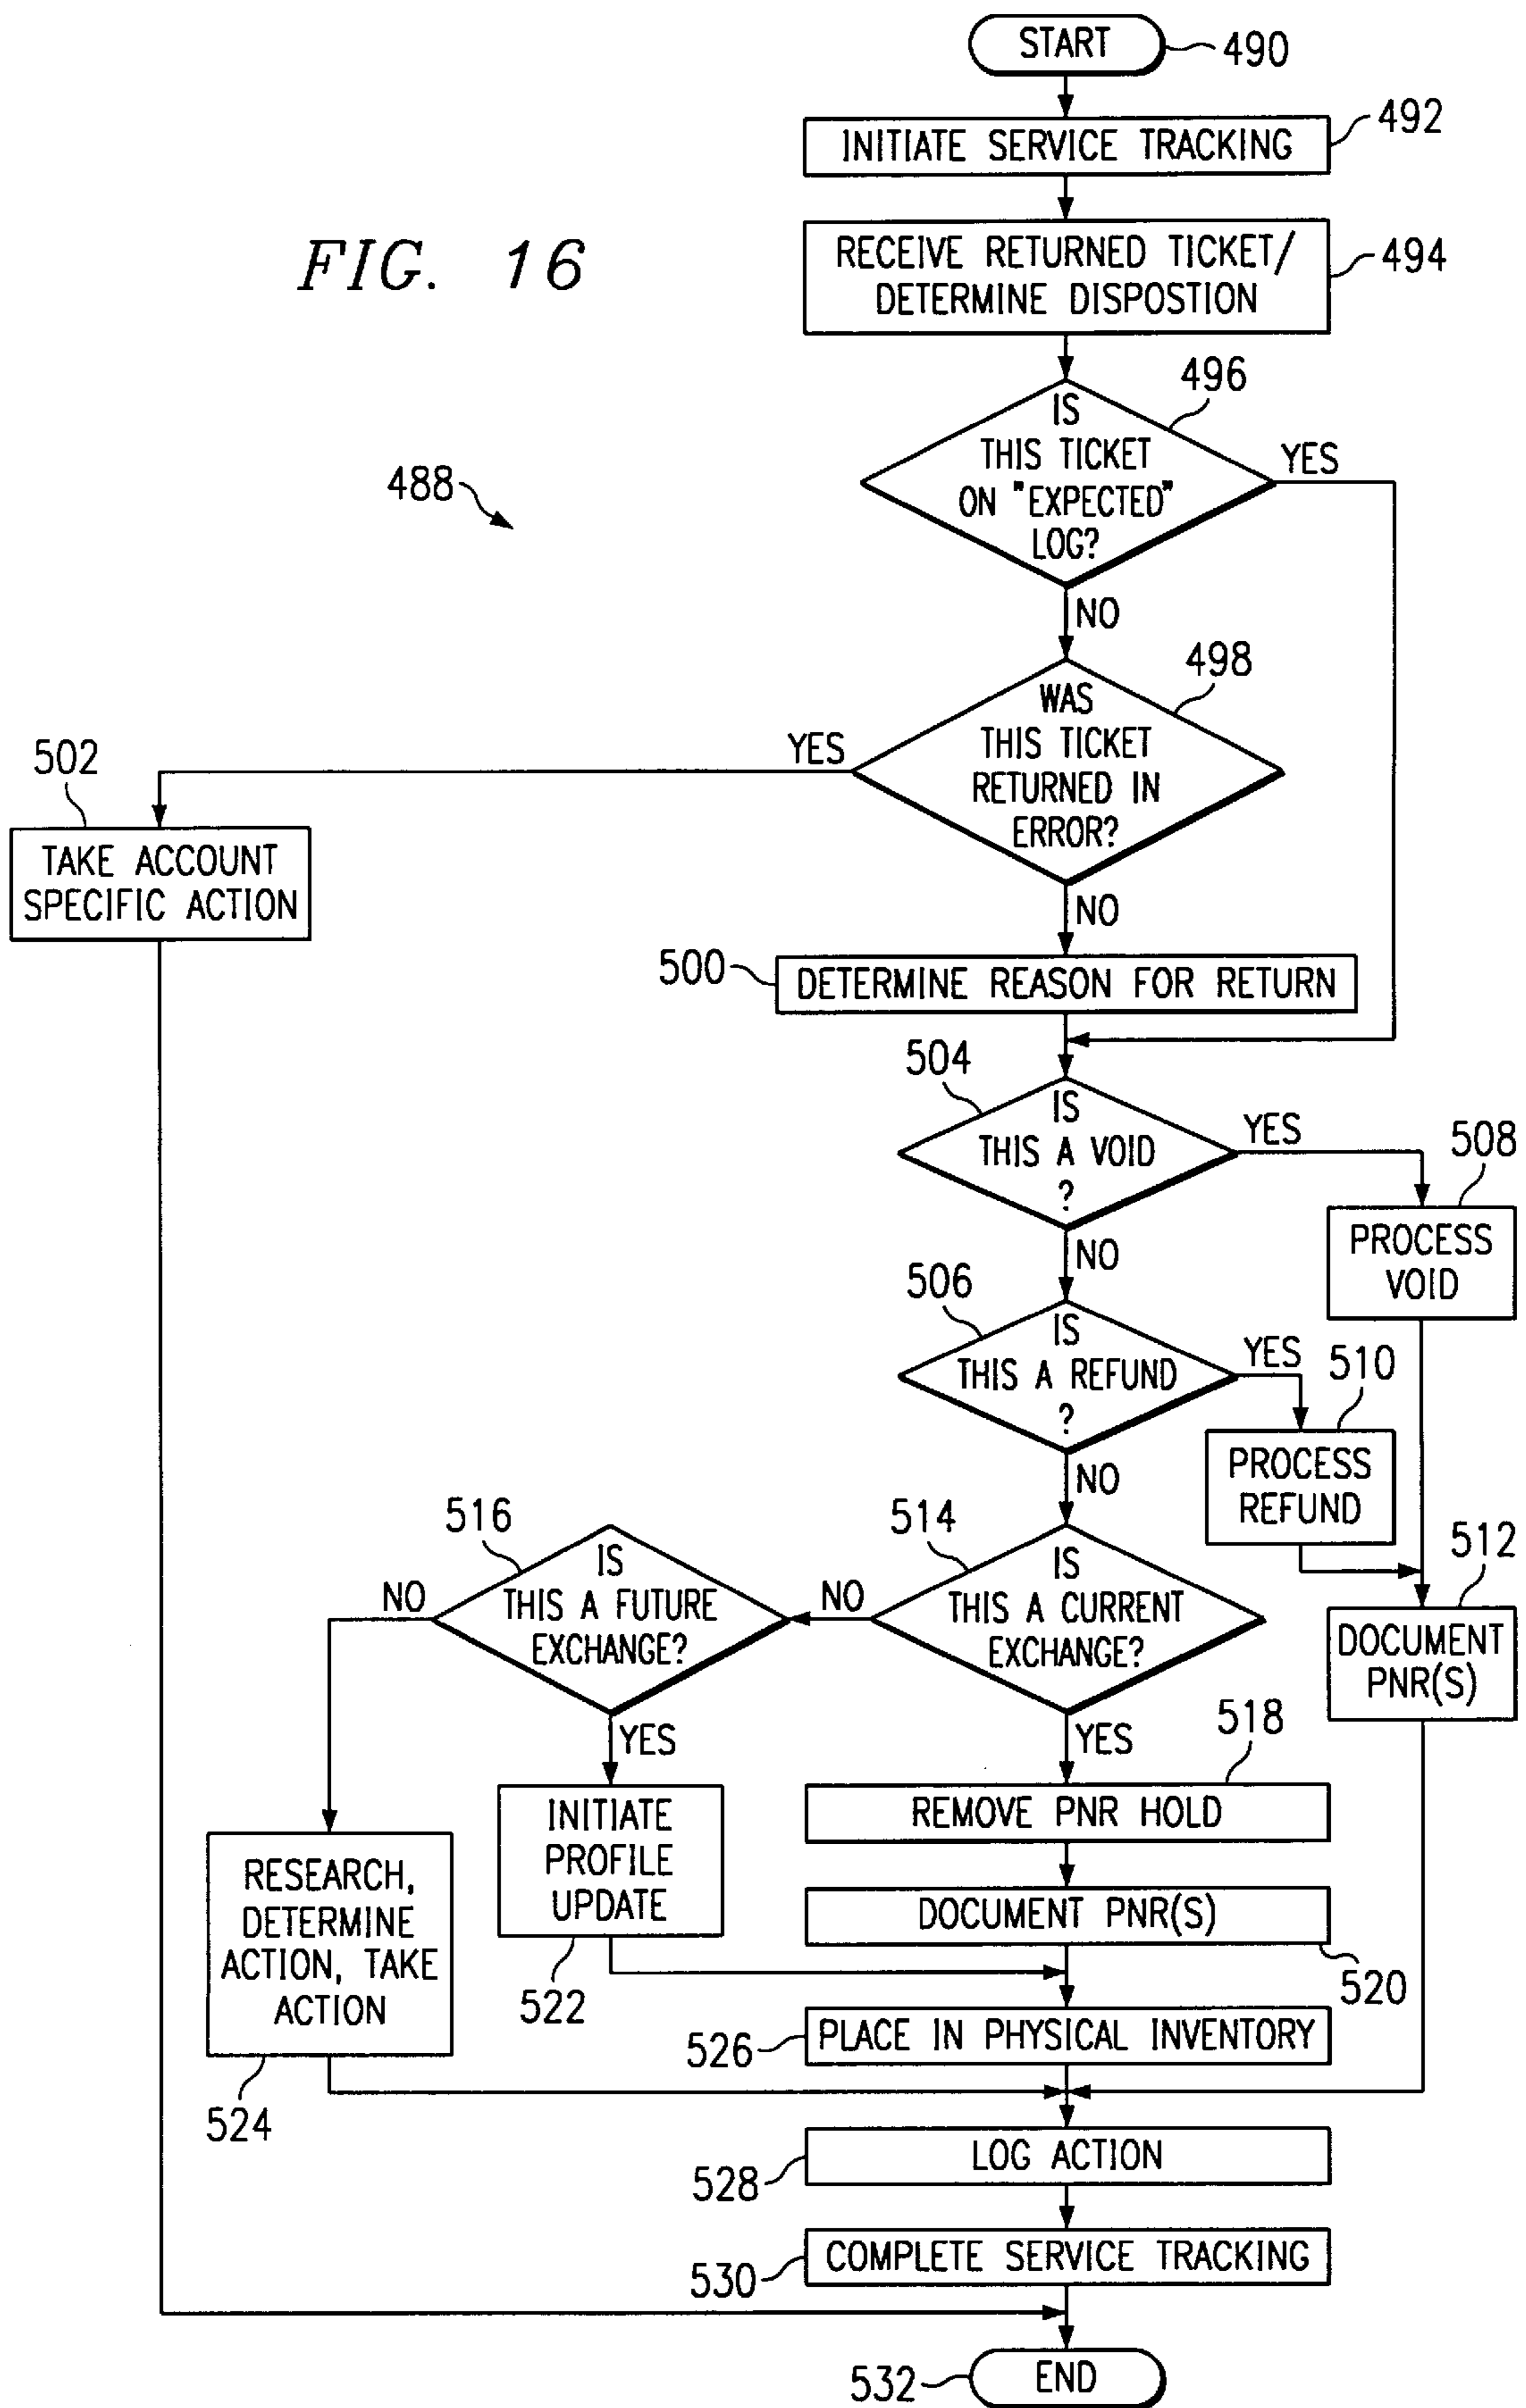 START
490
INITIATE SERVICE TRACKING
492
FIG. 16
RECEIVE RETURNED TICKET/
DETERMINE DISPOSTION
494
488
IS
THIS TICKET
ON "EXPECTED"
LOG?
496
YES
NO
WAS
THIS TICKET
RETURNED IN
ERROR?
498
YES
502
TAKE ACCOUNT
SPECIFIC ACTION
NO
500
DETERMINE REASON FOR RETURN
504
IS
THIS A VOID
?
YES
508
PROCESS
VOID
NO
506
IS
THIS A REFUND
?
YES
510
PROCESS
REFUND
NO
512
DOCUMENT
PNR(S)
514
IS
THIS A CURRENT
EXCHANGE?
NO
516
IS
THIS A FUTURE
EXCHANGE?
NO
YES
YES
518
REMOVE PNR HOLD
INITIATE
PROFILE
UPDATE
522
DOCUMENT PNR(S)
520
RESEARCH,
DETERMINE
ACTION, TAKE
ACTION
524
526
PLACE IN PHYSICAL INVENTORY
LOG ACTION
528
COMPLETE SERVICE TRACKING
530
532
END